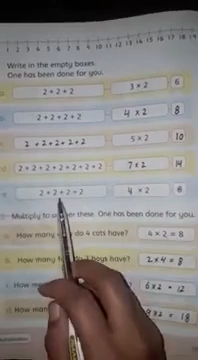 1 2 3 4 5 6 7 8 9 10 11 12 13 14 15 16 17 18 19
Write in the empty boxes.
One has been done for you.
2 + 2 + 2 3 × 2 6
b. 2 + 2 + 2 + 2 4 × 2 8
2 + 2 + 2 + 2 + 2 5 × 2 10
d. 2 + 2 + 2 + 2 + 2 + 2 + 2 7 × 2 14
e. 2 + 2 + 2 + 2 4 × 2
Multiply to these. One has been done for you.
a. How many do 4 cats have? 4 × 2 = 8
b. How many boys have? 2 × 4 = 8
c. How 6 × 2 = 12
d. How man 9 × 2 = 18